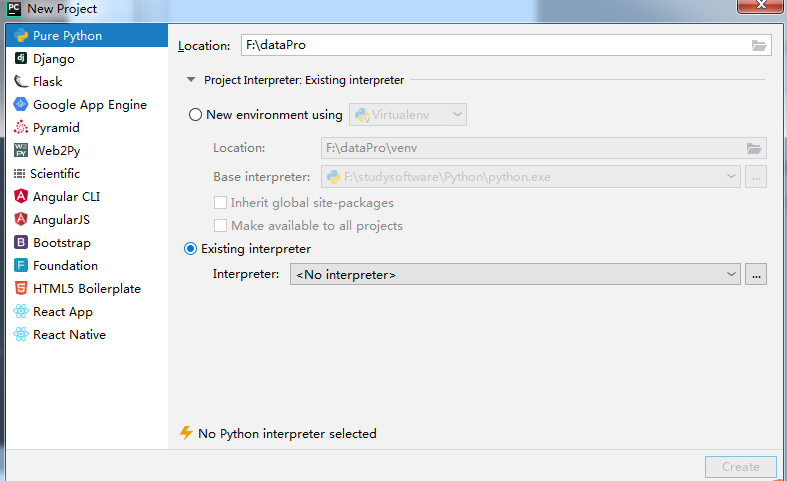 New Project
Pure Python
Django
Flask
Google App Engine
Pyramid
Web2Py
Scientific
Angular CLI
AngularJS
Bootstrap
Foundation
HTML5 Boilerplate
React App
React Native
Location: F:\dataPro
Project Interpreter: Existing interpreter
New environment using Virtualenv
Location: F:\dataPro\venv
Base interpreter: F:\studysoftware\Python\python.exe ...
Inherit global site-packages
Make available to all projects
Existing interpreter
Interpreter: <No interpreter> ...
No Python interpreter selected
Create